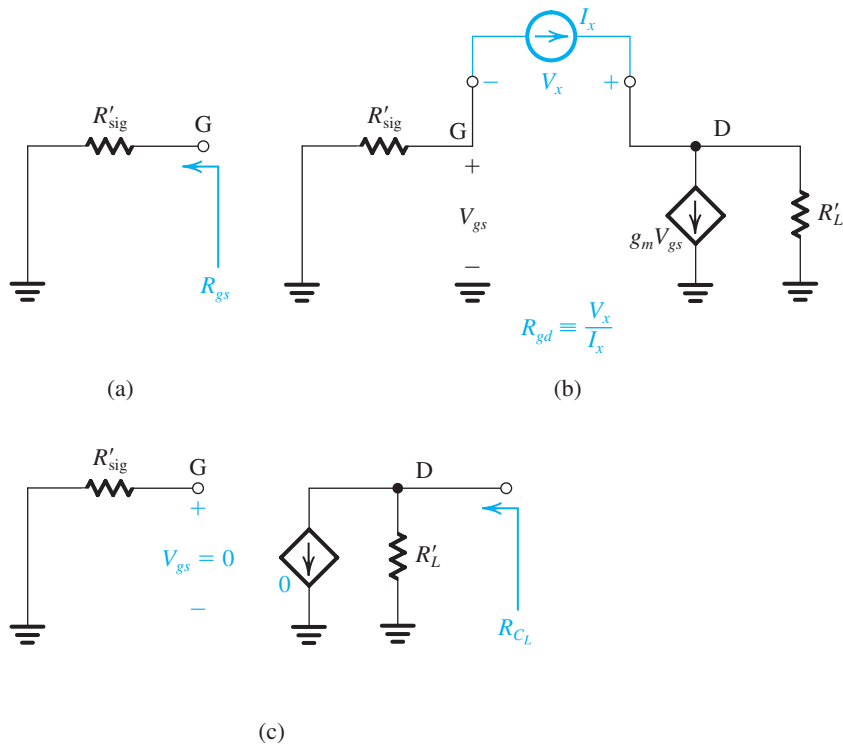 R′sig
G
Rgs
(a)
Ix
− Vx +
R′sig
G
D
+
Vgs
−
gmVgs
R′L
Rgd ≡ Vx / Ix
(b)
R′sig
G
+
Vgs = 0
−
D
0
R′L
RCL
(c)